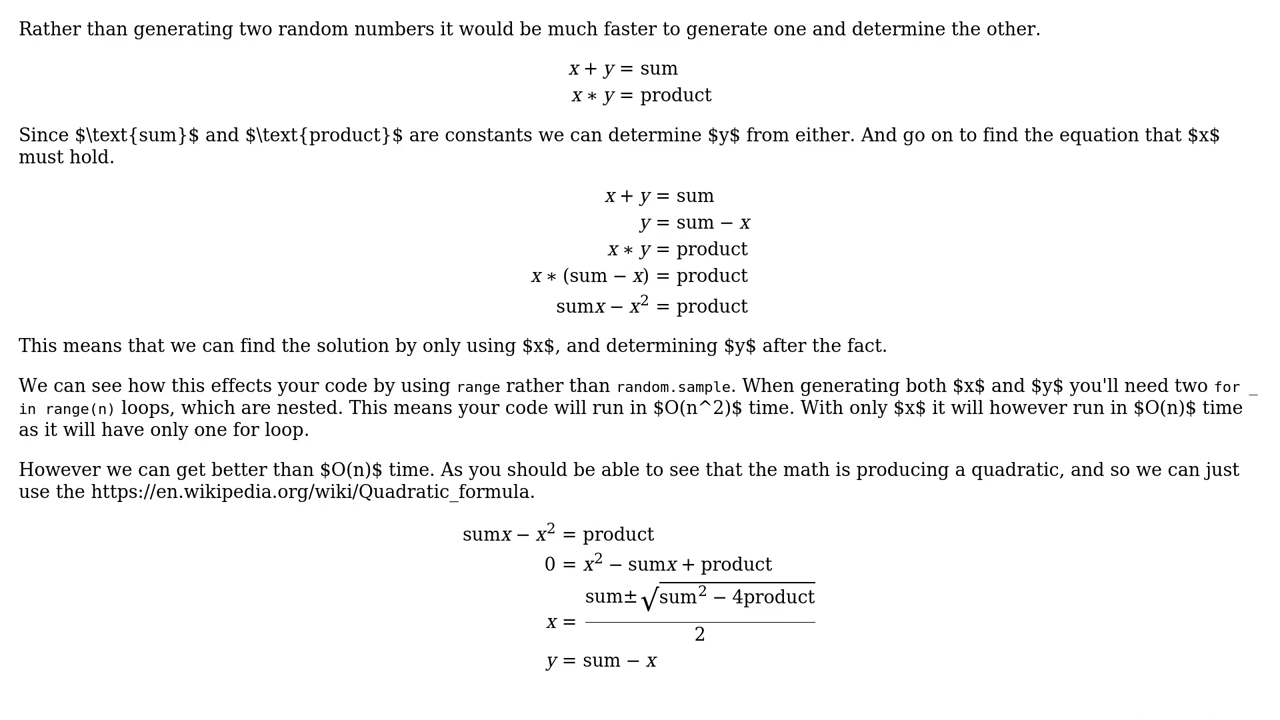 Rather than generating two random numbers it would be much faster to generate one and determine the other.
x + y = sum
x ∗ y = product
Since $\text{sum}$ and $\text{product}$ are constants we can determine $y$ from either. And go on to find the equation that $x$
must hold.
x + y = sum
y = sum − x
x ∗ y = product
x ∗ (sum − x) = product
sumx − x² = product
This means that we can find the solution by only using $x$, and determining $y$ after the fact.
We can see how this effects your code by using range rather than random.sample. When generating both $x$ and $y$ you'll need two for _
in range(n) loops, which are nested. This means your code will run in $O(n^2)$ time. With only $x$ it will however run in $O(n)$ time
as it will have only one for loop.
However we can get better than $O(n)$ time. As you should be able to see that the math is producing a quadratic, and so we can just
use the https://en.wikipedia.org/wiki/Quadratic_formula.
sumx − x² = product
0 = x² − sumx + product
x = (sum±√(sum² − 4product))/2
y = sum − x